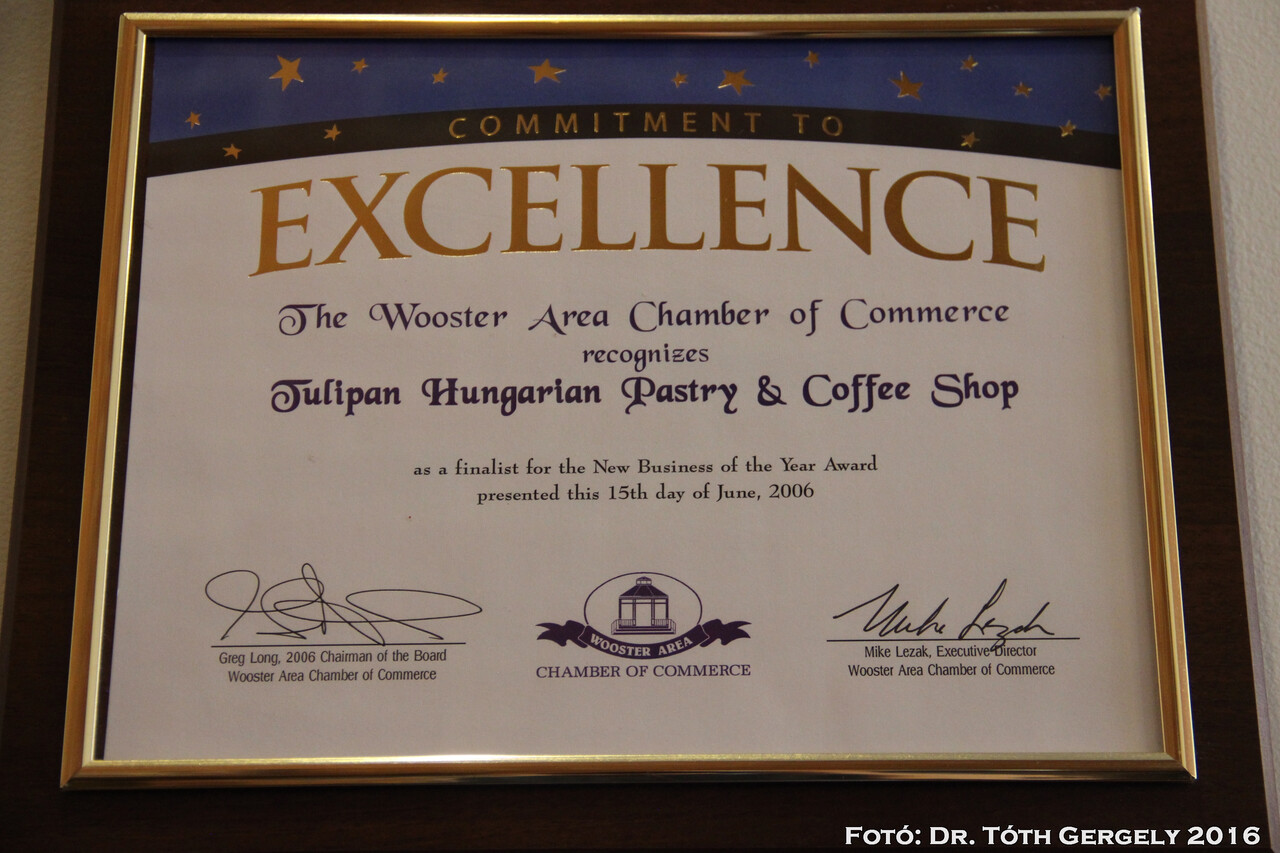 COMMITMENT TO
EXCELLENCE
The Wooster Area Chamber of Commerce
recognizes
Tulipan Hungarian Pastry & Coffee Shop
as a finalist for the New Business of the Year Award
presented this 15th day of June, 2006
Greg Long, 2006 Chairman of the Board
Wooster Area Chamber of Commerce
WOOSTER AREA
CHAMBER OF COMMERCE
Mike Lezak
Mike Lezak, Executive Director
Wooster Area Chamber of Commerce
Fotó: Dr. Tóth Gergely 2016